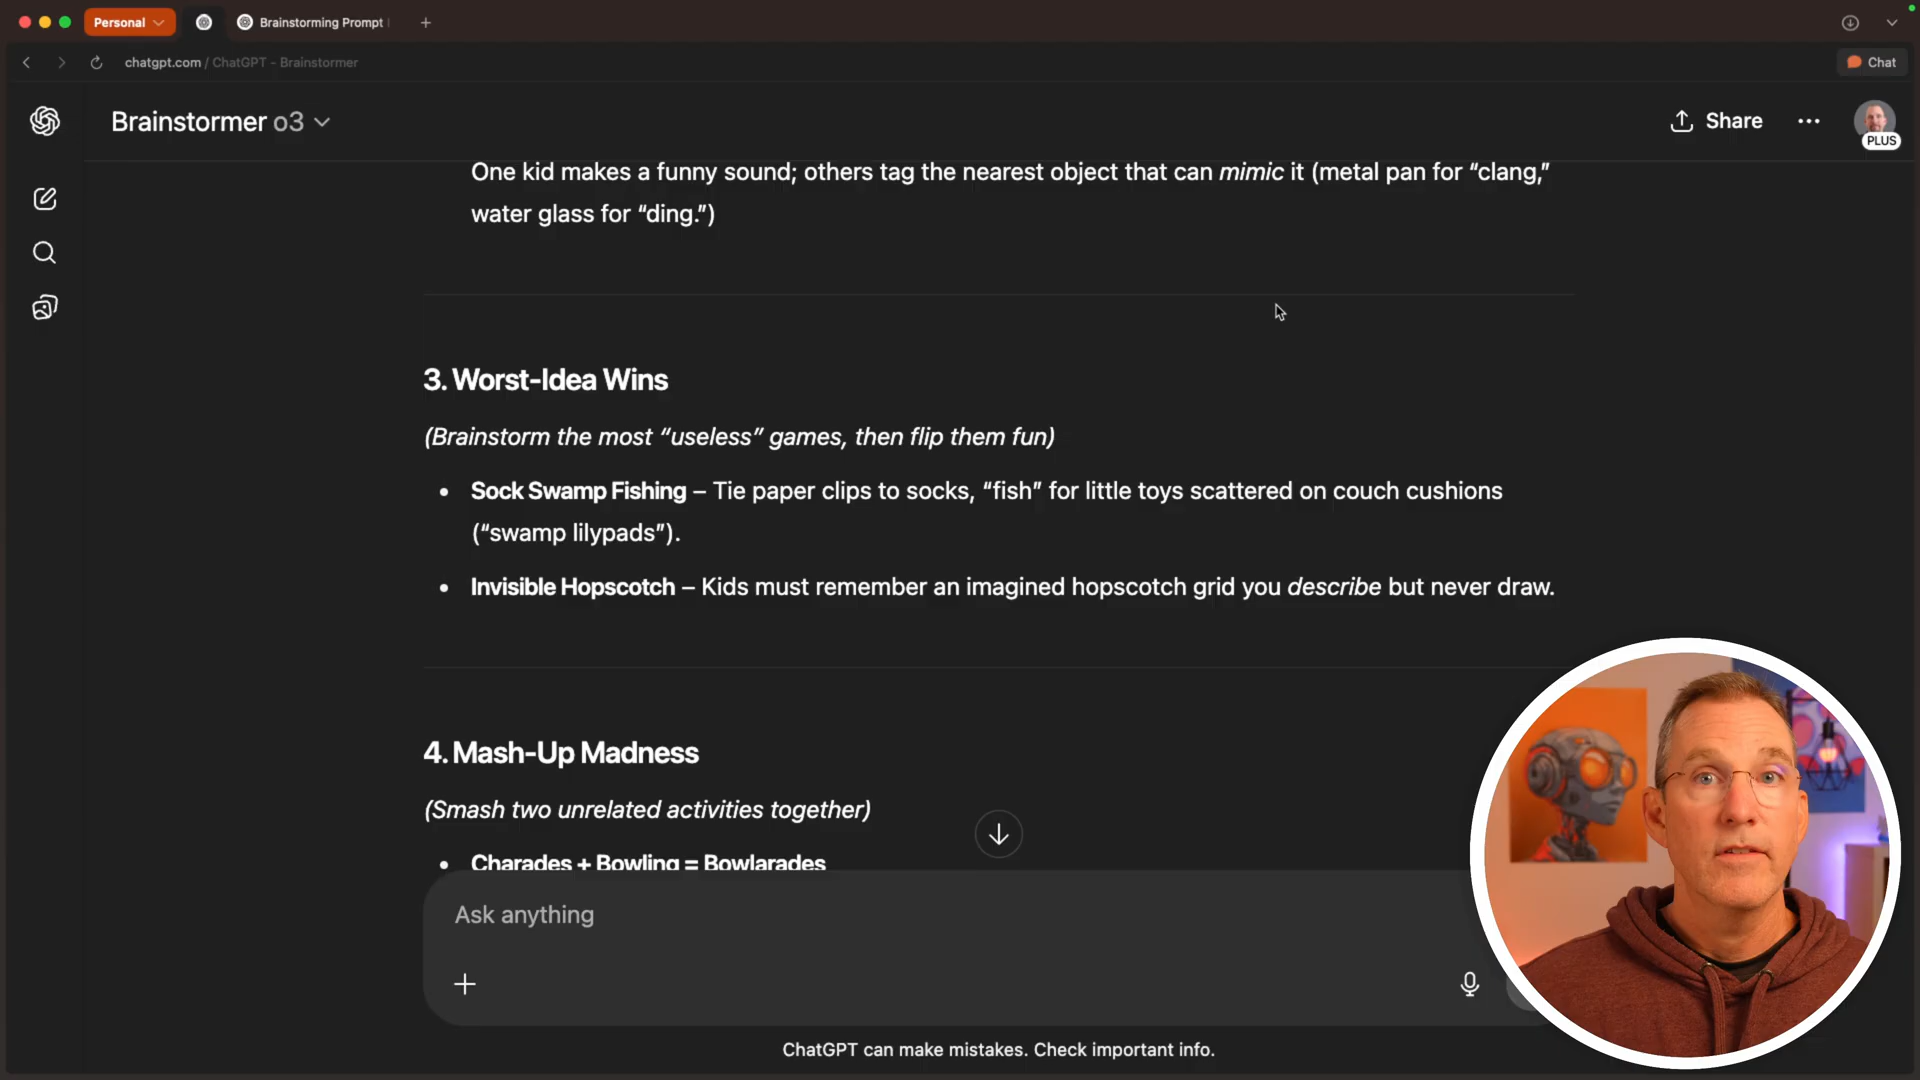 Personal
Brainstorming Prompt
chatgpt.com / ChatGPT - Brainstormer
Chat
Brainstormer o3
Share
PLUS
One kid makes a funny sound; others tag the nearest object that can mimic it (metal pan for “clang,”
water glass for “ding.”)
3. Worst-Idea Wins
(Brainstorm the most “useless” games, then flip them fun)
• Sock Swamp Fishing – Tie paper clips to socks, “fish” for little toys scattered on couch cushions
(“swamp lilypads”).
• Invisible Hopscotch – Kids must remember an imagined hopscotch grid you describe but never draw.
4. Mash-Up Madness
(Smash two unrelated activities together)
• Charades + Bowling = Bowlarades
Ask anything
ChatGPT can make mistakes. Check important info.